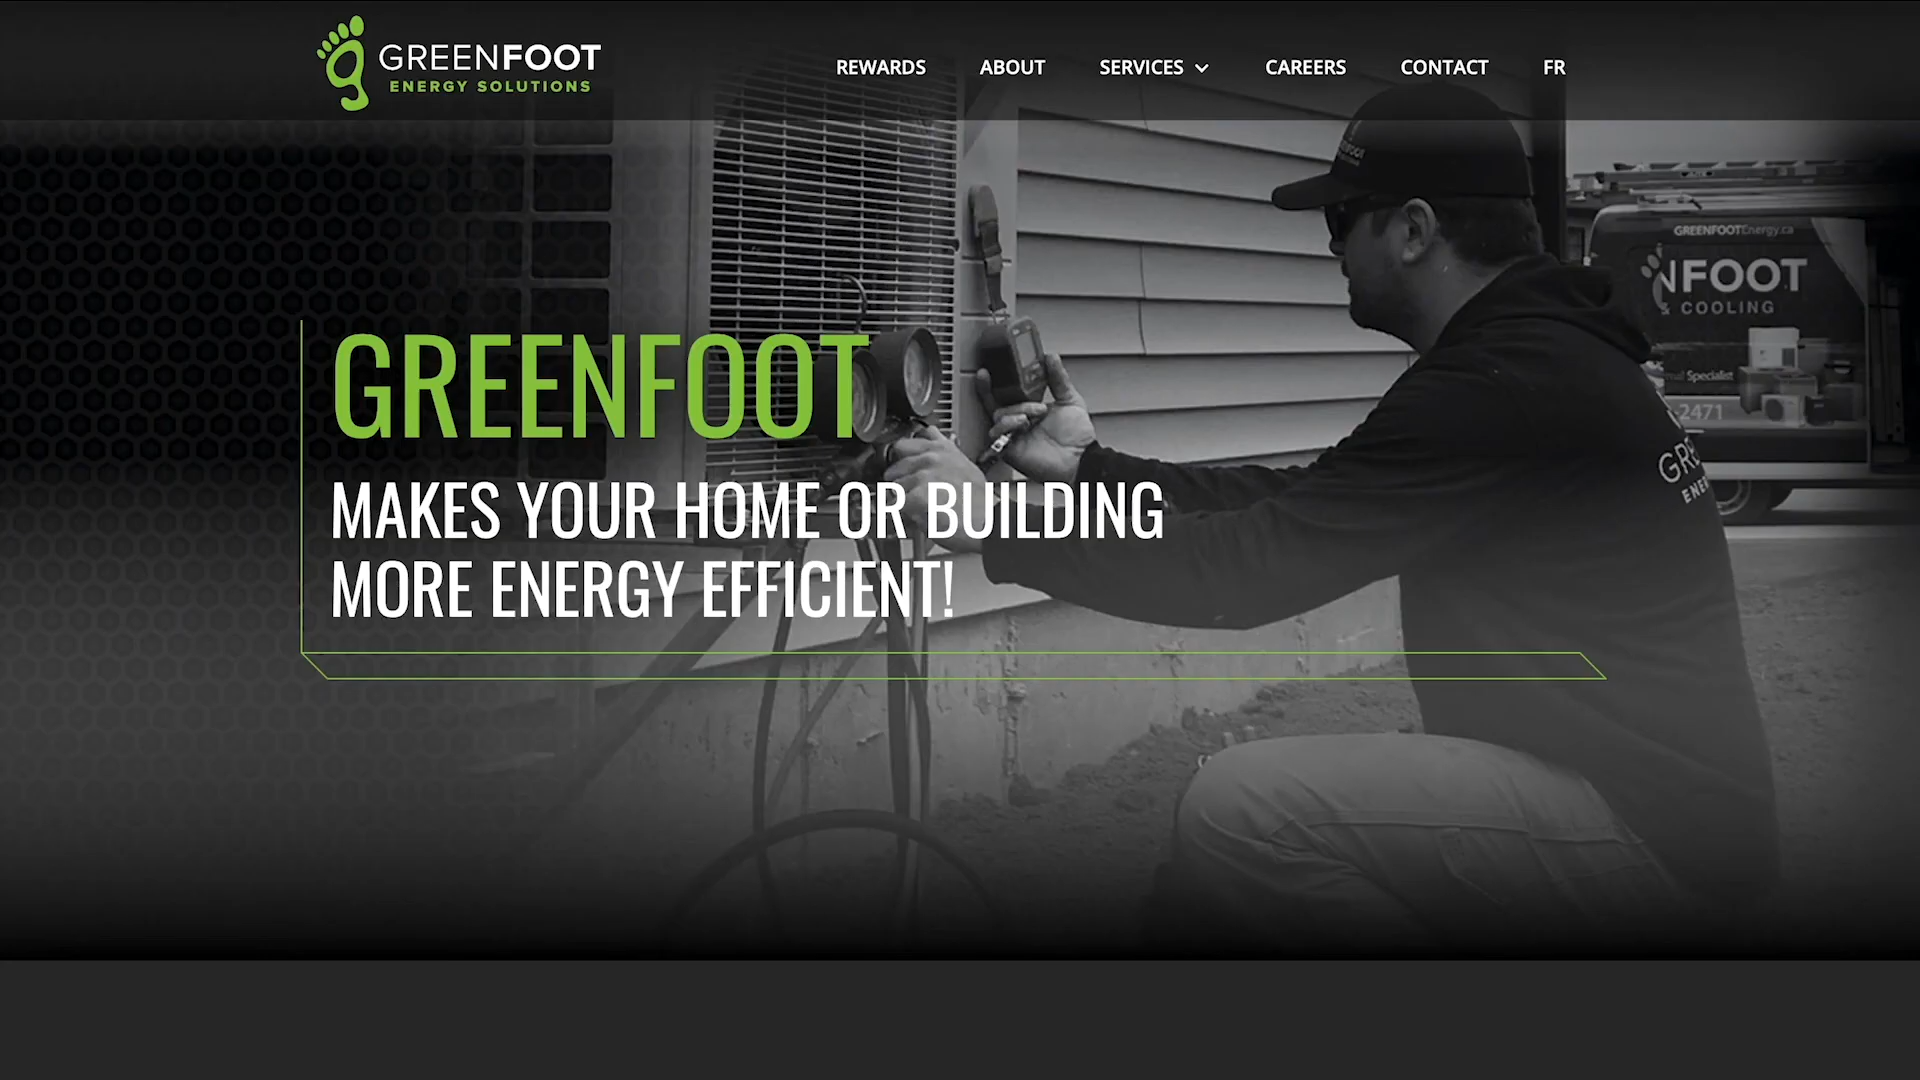 GREENFOOT
ENERGY SOLUTIONS
REWARDS ABOUT SERVICES CAREERS CONTACT FR
GREENFOOTEnergy.ca
NFOOT
& COOLING
Specialist
-2471
GREENFOOT
MAKES YOUR HOME OR BUILDING
MORE ENERGY EFFICIENT!